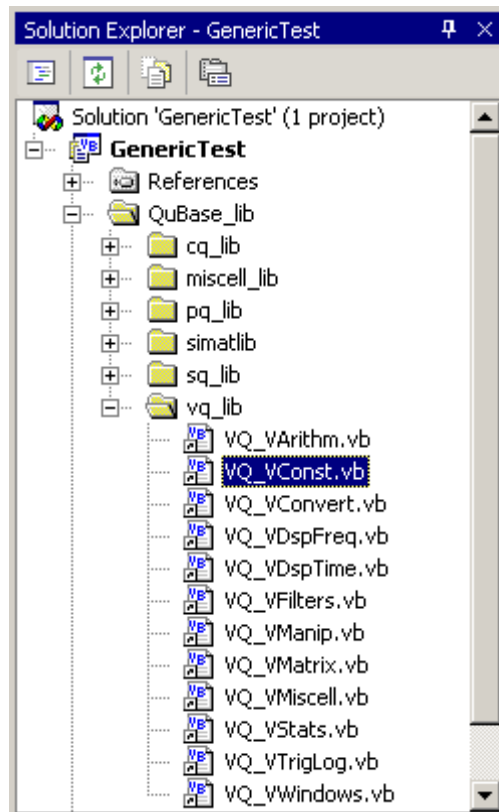 Solution Explorer - GenericTest
Solution 'GenericTest' (1 project)
GenericTest
References
QuBase_lib
cq_lib
miscell_lib
pq_lib
simatlib
sq_lib
vq_lib
VQ_VArithm.vb
VQ_VConst.vb
VQ_VConvert.vb
VQ_VDspFreq.vb
VQ_VDspTime.vb
VQ_VFilters.vb
VQ_VManip.vb
VQ_VMatrix.vb
VQ_VMiscell.vb
VQ_VStats.vb
VQ_VTrigLog.vb
VQ_VWindows.vb